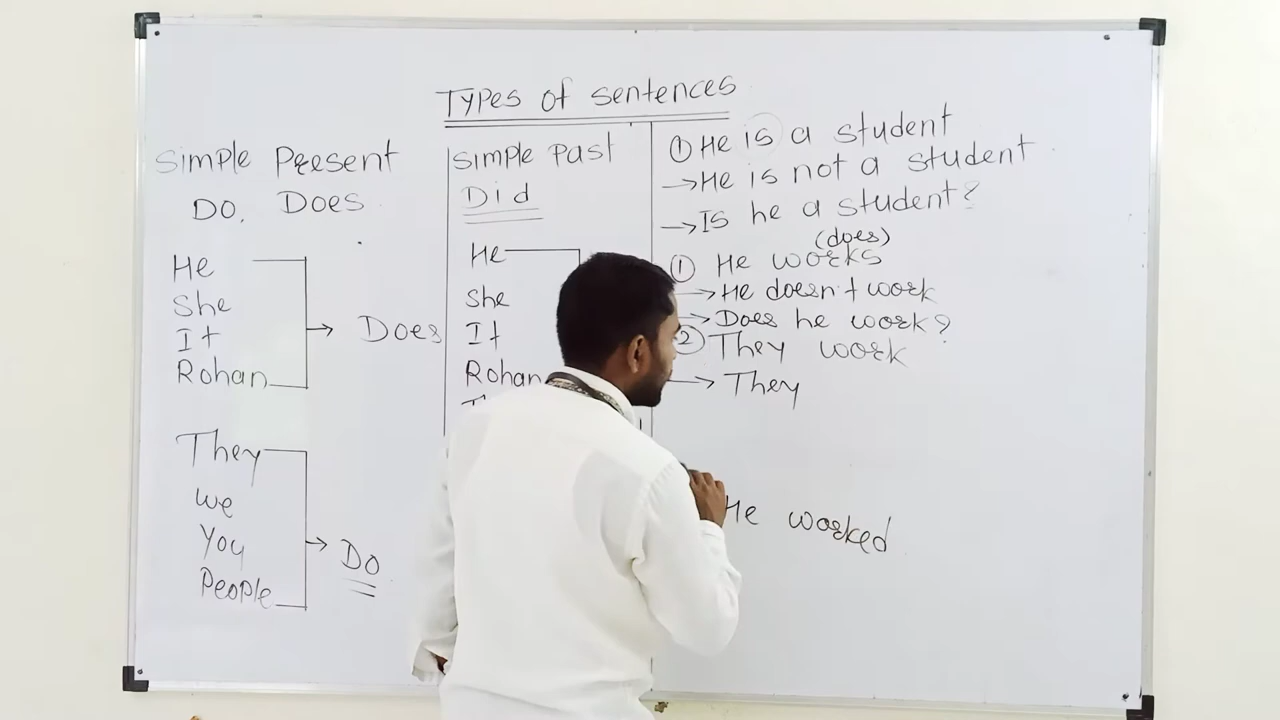 Types of sentences
Simple Present
Do, Does
He
She
It
Rohan
Does
They
we
You
People
Do
Simple Past
Did
He
She
It
Rohan
① He is a student
→ He is not a student
→ Is he a student?
(does)
① He works
→ He doesn't work
→ Does he work?
② They work
→ They
He worked